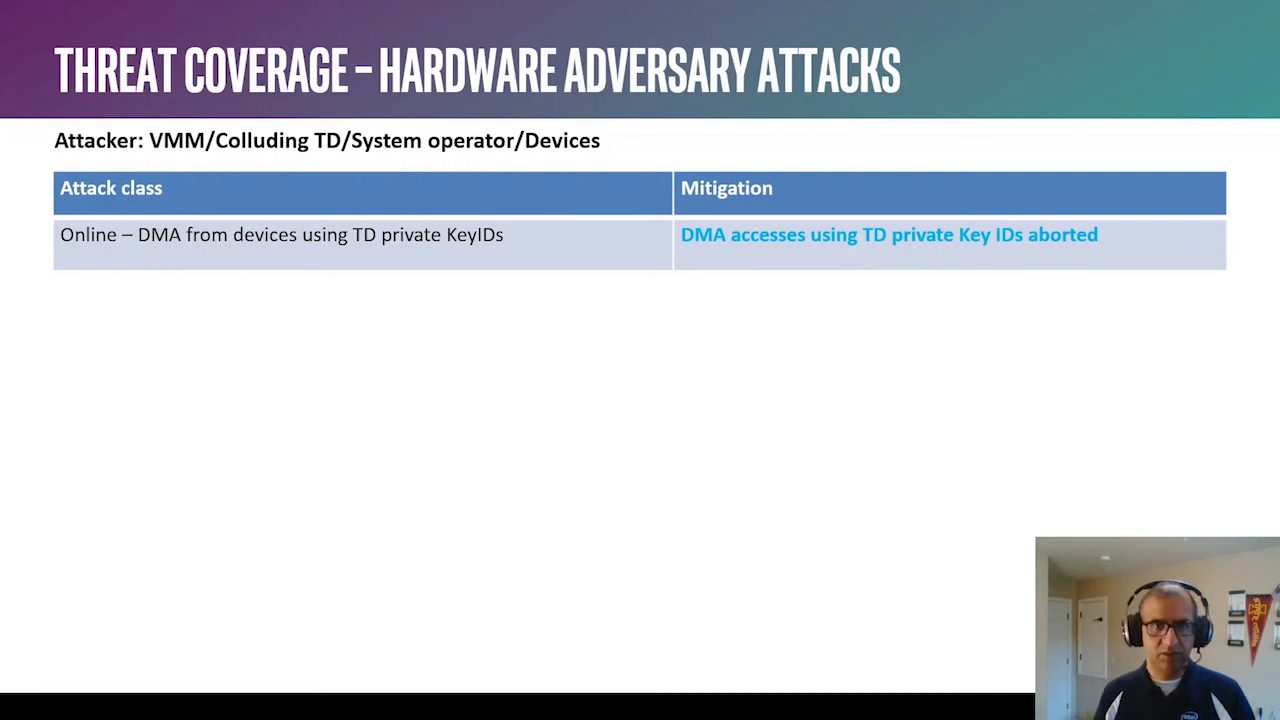 THREAT COVERAGE – HARDWARE ADVERSARY ATTACKS
Attacker: VMM/Colluding TD/System operator/Devices
Attack class
Mitigation
Online – DMA from devices using TD private KeyIDs
DMA accesses using TD private Key IDs aborted